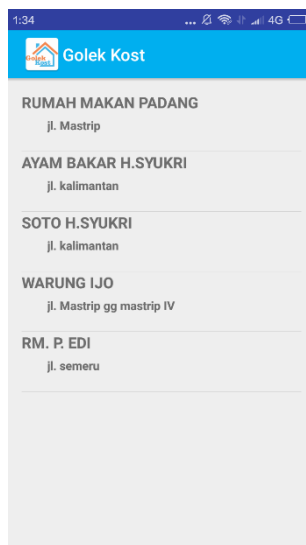 1:34 ... 4G
Golek Kost
Golek Kost
RUMAH MAKAN PADANG
jl. Mastrip
AYAM BAKAR H.SYUKRI
jl. kalimantan
SOTO H.SYUKRI
jl. kalimantan
WARUNG IJO
jl. Mastrip gg mastrip IV
RM. P. EDI
jl. semeru